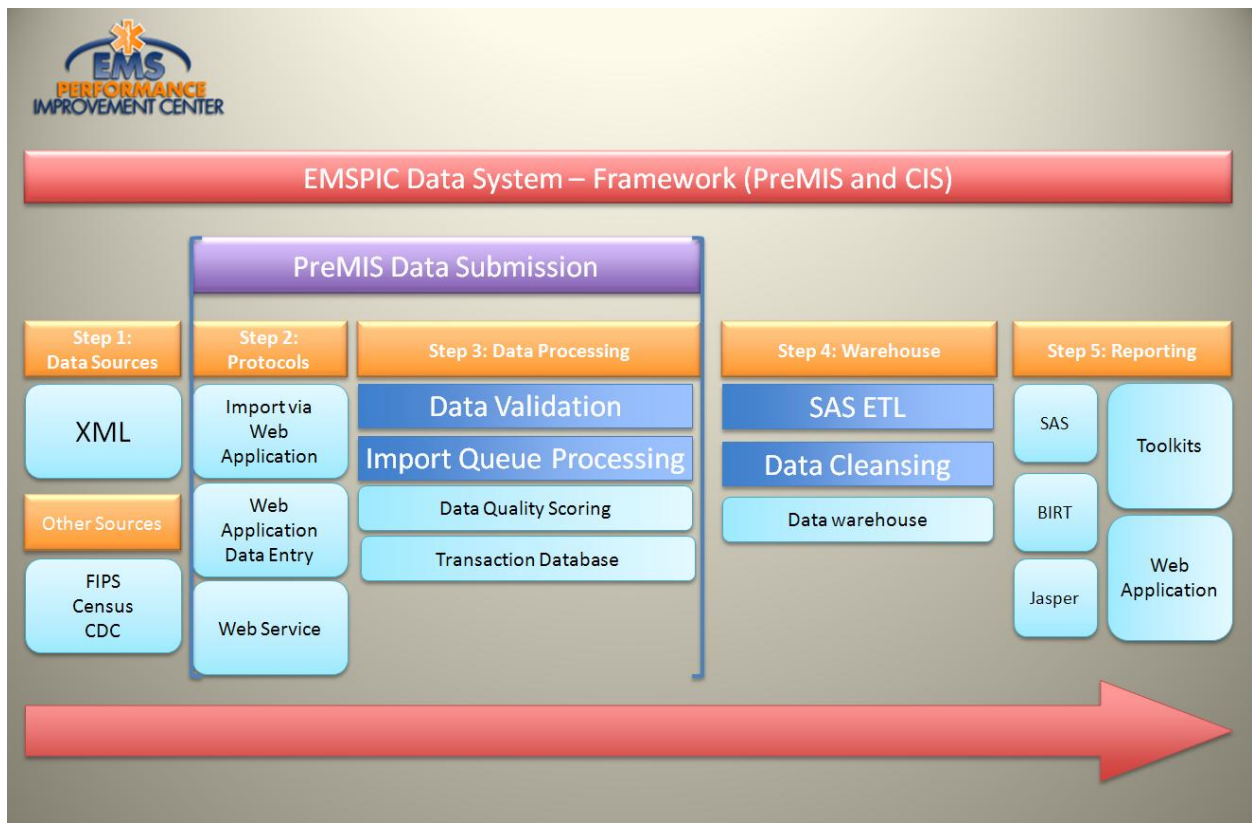 EMS
PERFORMANCE
IMPROVEMENT CENTER
EMSPIC Data System – Framework (PreMIS and CIS)
PreMIS Data Submission
Step 1:
Data Sources
XML
Other Sources
FIPS
Census
CDC
Step 2:
Protocols
Import via
Web
Application
Web
Application
Data Entry
Web Service
Step 3: Data Processing
Data Validation
Import Queue Processing
Data Quality Scoring
Transaction Database
Step 4: Warehouse
SAS ETL
Data Cleansing
Data warehouse
Step 5: Reporting
SAS
BIRT
Jasper
Toolkits
Web
Application